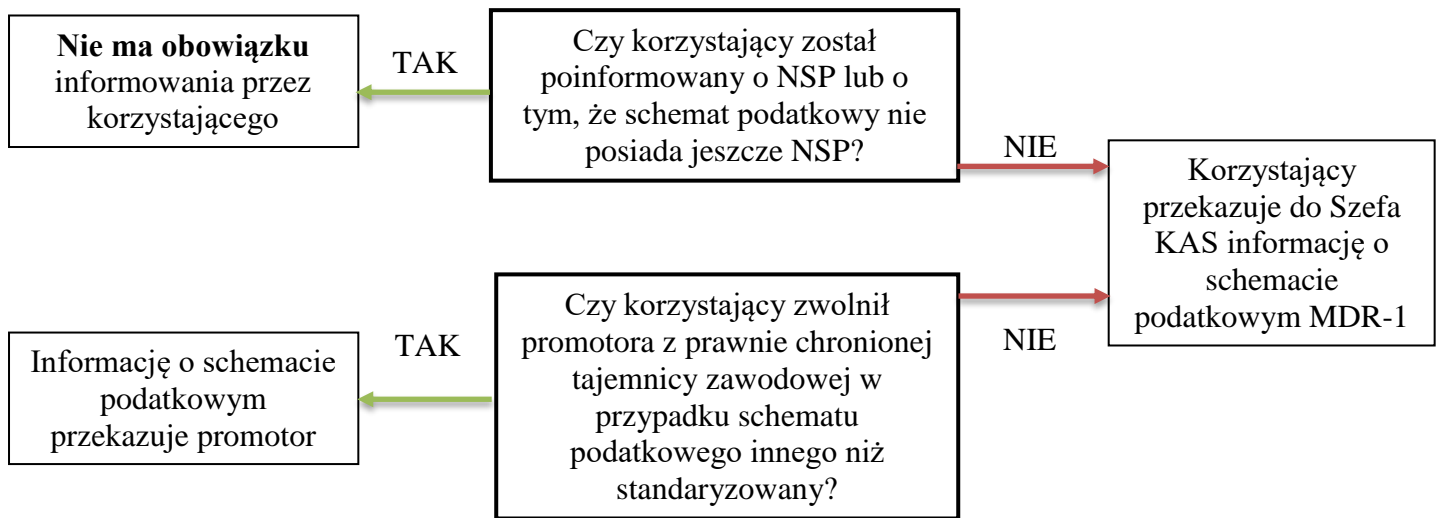 Nie ma obowiązku
informowania przez
korzystającego
TAK
Czy korzystający został
poinformowany o NSP lub o
tym, że schemat podatkowy nie
posiada jeszcze NSP?
NIE
Korzystający
przekazuje do Szefa
KAS informację o
schemacie
podatkowym MDR-1
Informację o schemacie
podatkowym
przekazuje promotor
TAK
Czy korzystający zwolnił
promotora z prawnie chronionej
tajemnicy zawodowej w
przypadku schematu
podatkowego innego niż
standaryzowany?
NIE